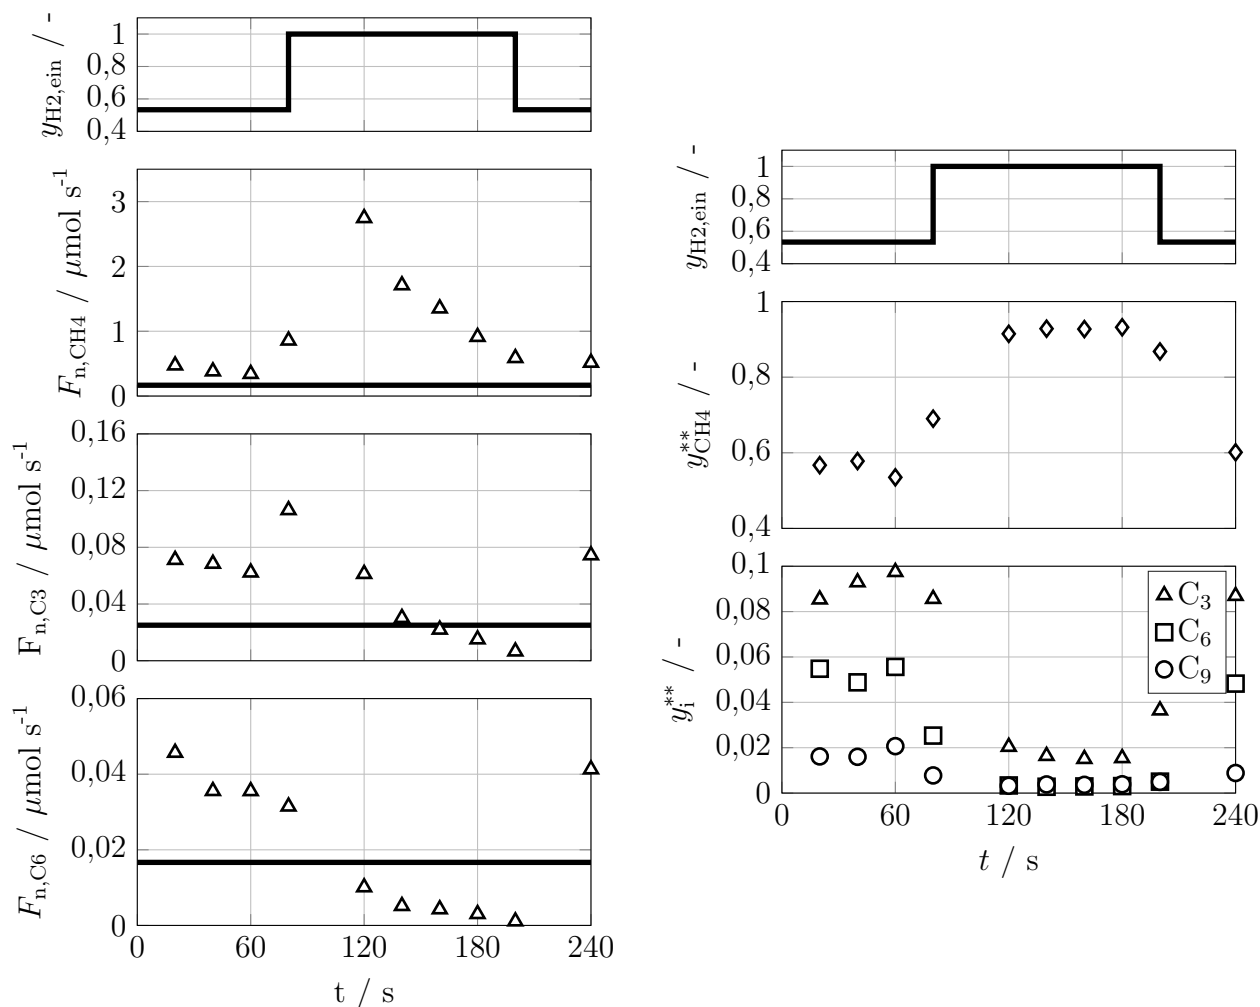 y_H2,ein / -
1
0,8
0,6
0,4
F_n,CH4 / μmol s^-1
3
2
1
0
F_n,C3 / μmol s^-1
0,16
0,12
0,08
0,04
0
F_n,C6 / μmol s^-1
0,06
0,04
0,02
0
0 60 120 180 240
t / s
y_H2,ein / -
1
0,8
0,6
0,4
y**_CH4 / -
1
0,8
0,6
0,4
y**_i / -
0,1
0,08
0,06
0,04
0,02
0
C_3
C_6
C_9
0 60 120 180 240
t / s